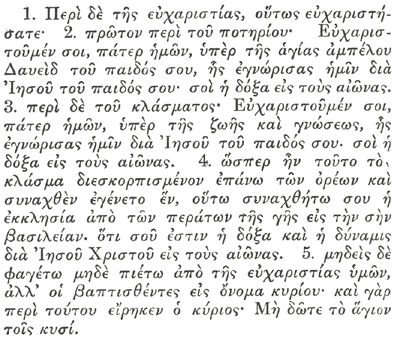 1. Περὶ δὲ τῆς εὐχαριστίας, οὕτως εὐχαριστή-
σατε· 2. πρῶτον περὶ τοῦ ποτηρίου· Εὐχαρισ-
τοῦμέν σοι, πάτερ ἡμῶν, ὑπὲρ τῆς ἁγίας ἀμπέλου
Δαυεὶδ τοῦ παιδός σου, ἧς ἐγνώρισας ἡμῖν διὰ
Ἰησοῦ τοῦ παιδός σου· σοὶ ἡ δόξα εἰς τοὺς αἰῶνας.
3. περὶ δὲ τοῦ κλάσματος· Εὐχαριστοῦμέν σοι,
πάτερ ἡμῶν, ὑπὲρ τῆς ζωῆς καὶ γνώσεως, ἧς
ἐγνώρισας ἡμῖν διὰ Ἰησοῦ τοῦ παιδός σου· σοὶ ἡ
δόξα εἰς τοὺς αἰῶνας. 4. ὥσπερ ἦν τοῦτο τὸ
κλάσμα διεσκορπισμένον ἐπάνω τῶν ὀρέων καὶ
συναχθὲν ἐγένετο ἕν, οὕτω συναχθήτω σου ἡ
ἐκκλησία ἀπὸ τῶν περάτων τῆς γῆς εἰς τὴν σὴν
βασιλείαν. ὅτι σοῦ ἐστιν ἡ δόξα καὶ ἡ δύναμις
διὰ Ἰησοῦ Χριστοῦ εἰς τοὺς αἰῶνας. 5. μηδεὶς δὲ
φαγέτω μηδὲ πιέτω ἀπὸ τῆς εὐχαριστίας ὑμῶν,
ἀλλ᾽ οἱ βαπτισθέντες εἰς ὄνομα κυρίου· καὶ γὰρ
περὶ τούτου εἴρηκεν ὁ κύριος· Μὴ δῶτε τὸ ἅγιον
τοῖς κυσί.